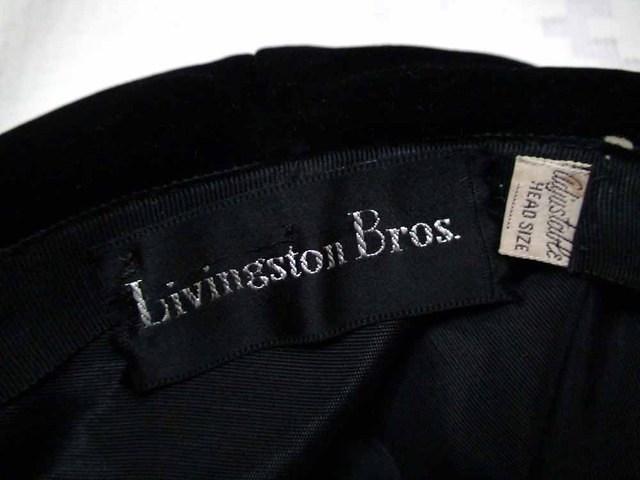 Livingston Bros.
Adjustable
HEAD SIZE